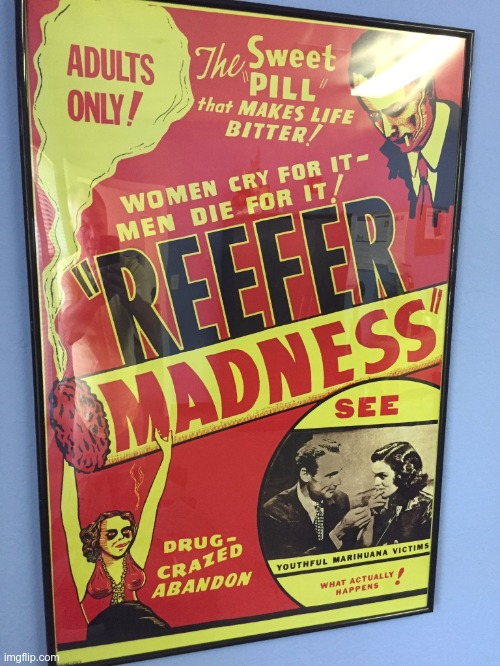 ADULTS
ONLY!
The Sweet
"PILL"
that MAKES LIFE
BITTER!
WOMEN CRY FOR IT-
MEN DIE FOR IT!
"REEFER
MADNESS"
SEE
YOUTHFUL MARIHUANA VICTIMS
WHAT ACTUALLY
HAPPENS!
DRUG-
CRAZED
ABANDON
imgflip.com